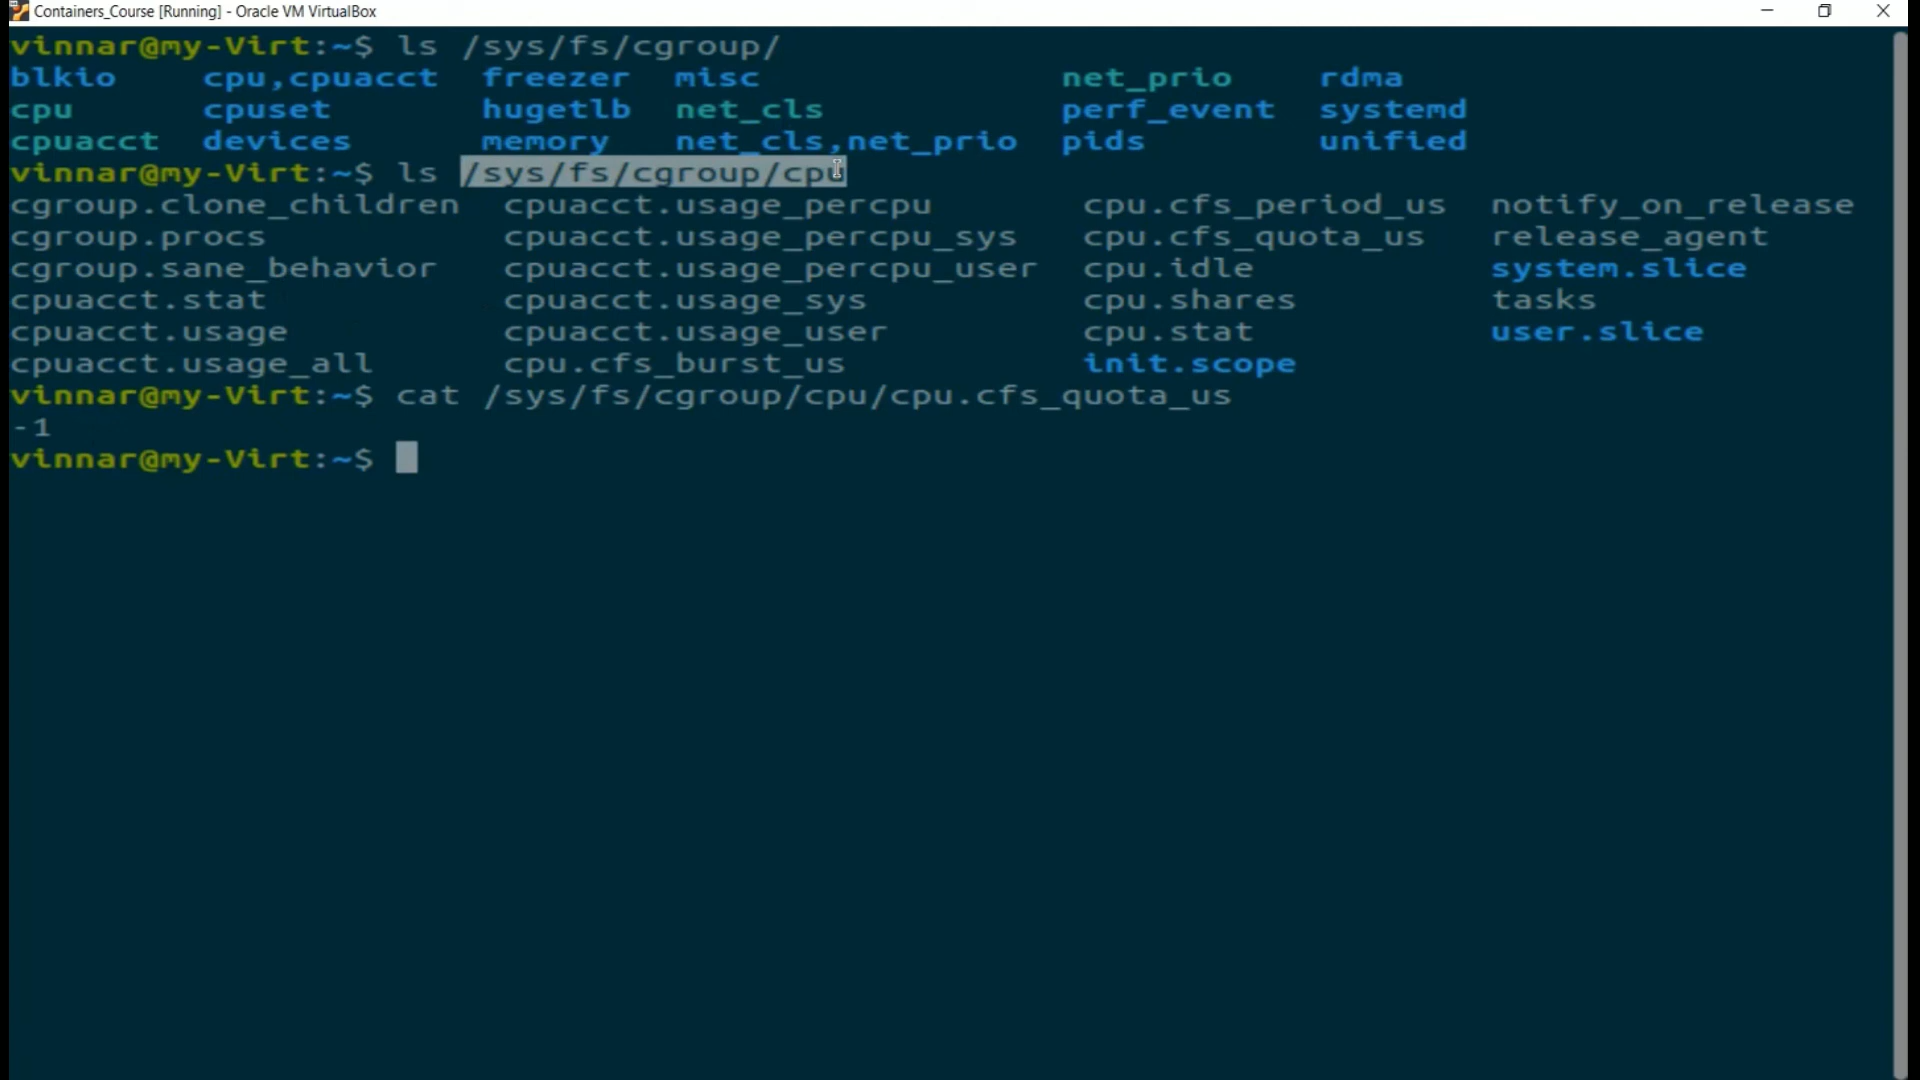 Containers_Course [Running] - Oracle VM VirtualBox
vinnar@my-Virt:~$ ls /sys/fs/cgroup/
blkio cpu,cpuacct freezer misc net_prio rdma
cpu cpuset hugetlb net_cls perf_event systemd
cpuacct devices memory net_cls,net_prio pids unified
vinnar@my-Virt:~$ ls /sys/fs/cgroup/cpu
cgroup.clone_children cpuacct.usage_percpu cpu.cfs_period_us notify_on_release
cgroup.procs cpuacct.usage_percpu_sys cpu.cfs_quota_us release_agent
cgroup.sane_behavior cpuacct.usage_percpu_user cpu.idle system.slice
cpuacct.stat cpuacct.usage_sys cpu.shares tasks
cpuacct.usage cpuacct.usage_user cpu.stat user.slice
cpuacct.usage_all cpu.cfs_burst_us init.scope
vinnar@my-Virt:~$ cat /sys/fs/cgroup/cpu/cpu.cfs_quota_us
-1
vinnar@my-Virt:~$